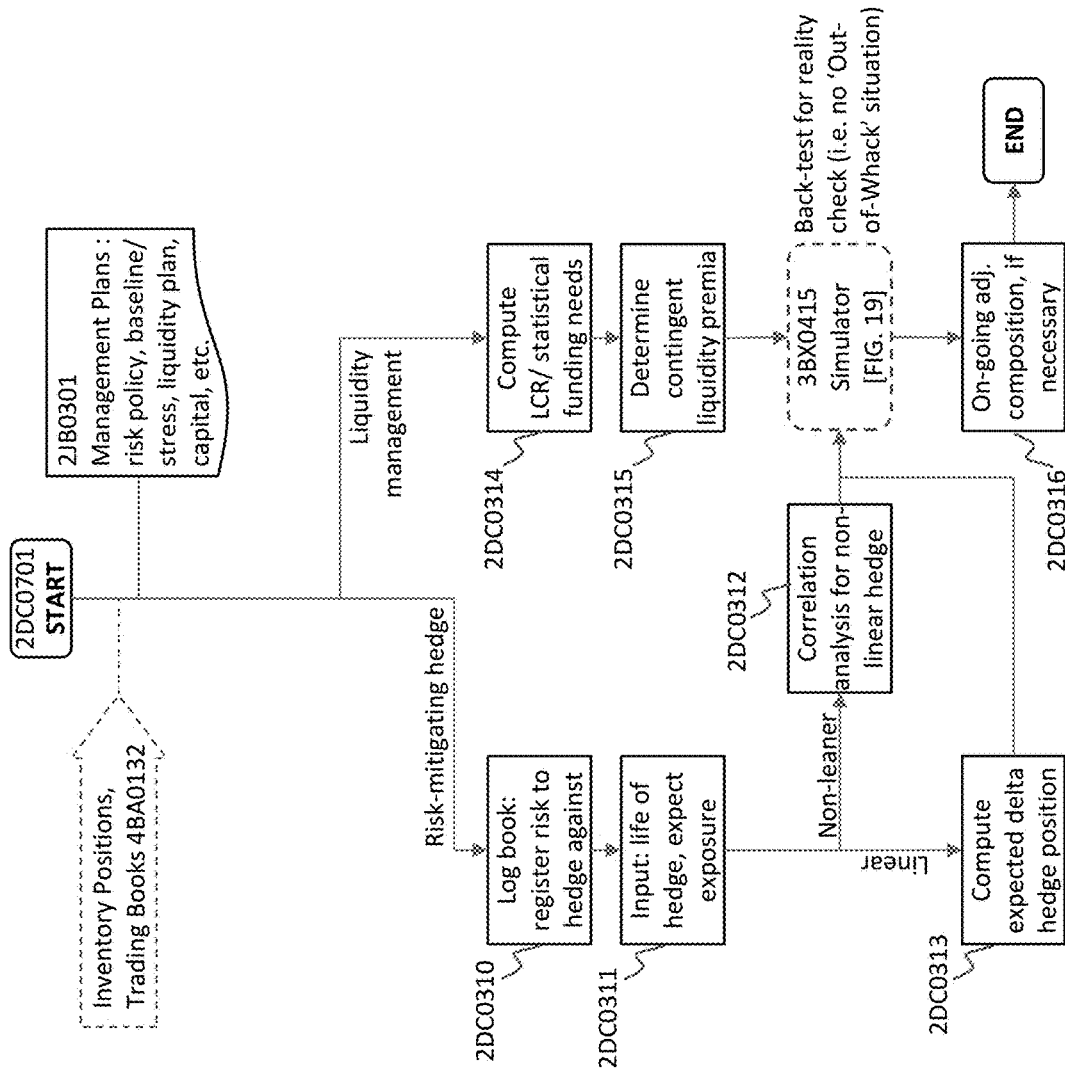 2DC0701
START
Inventory Positions,
Trading Books 4BA0132
2JB0301
Management Plans :
risk policy, baseline/
stress, liquidity plan,
capital, etc.
Risk-mitigating hedge
Liquidity
management
2DC0310
Log book:
register risk to
hedge against
2DC0311
Input: life of
hedge, expect
exposure
Non-leaner
Linear
2DC0312
Correlation
analysis for non-
linear hedge
2DC0313
Compute
expected delta
hedge position
2DC0314
Compute
LCR/ statistical
funding needs
2DC0315
Determine
contingent
liquidity premia
3BX0415
Simulator
[FIG. 19]
Back-test for reality
check (i.e. no 'Out-
of-Whack' situation)
2DC0316
On-going adj.
composition, if
necessary
END